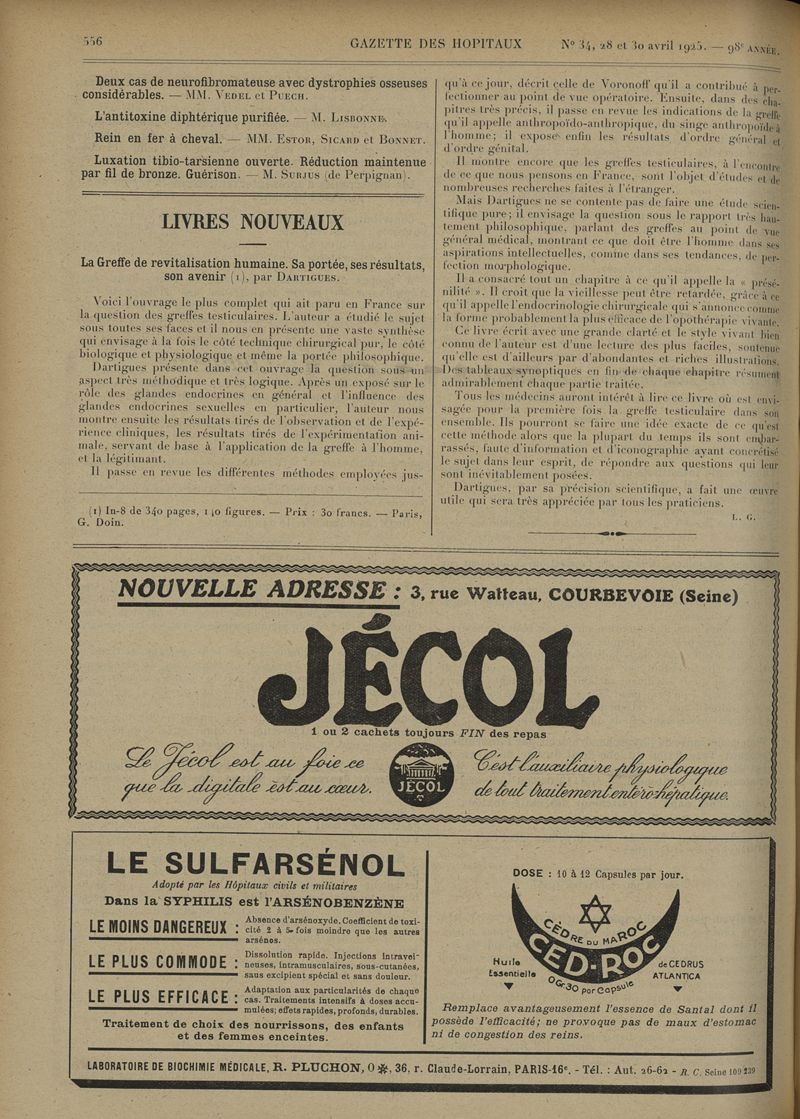 556
GAZETTE DES HOPITAUX
N° 34, 28 et 30 avril 1925. — 98e ANNÉE.
Deux cas de neurofibromateuse avec dystrophies osseuses
considérables. — MM. VEDEL et PUECH.
L'antitoxine diphtérique purifiée. — M. LISBONNE.
Rein en fer à cheval. — MM. ESTOR, SICARD et BONNET.
Luxation tibio-tarsienne ouverte. Réduction maintenue
par fil de bronze. Guérison. — M. SURJUS (de Perpignan).
LIVRES NOUVEAUX
La Greffe de revitalisation humaine. Sa portée, ses résultats,
son avenir (1), par DARTIGUES.
Voici l'ouvrage le plus complet qui ait paru en France sur
la question des greffes testiculaires. L'auteur a étudié le sujet
sous toutes ses faces et il nous en présente une vaste synthèse
qui envisage à la fois le côté technique chirurgical pur, le côté
biologique et physiologique et même la portée philosophique.
Dartigues présente dans cet ouvrage la question sous un
aspect très méthodique et très logique. Après un exposé sur le
rôle des glandes endocrines en général et l'influence des
glandes endocrines sexuelles en particulier, l'auteur nous
montre ensuite les résultats tirés de l'observation et de l'expé-
rience cliniques, les résultats tirés de l'expérimentation ani-
male, servant de base à l'application de la greffe à l'homme,
et la légitimant.
Il passe en revue les différentes méthodes employées jus-
(1) In-8 de 340 pages, 140 figures. — Prix : 30 francs. — Paris,
G. Doin.
qu'à ce jour, décrit celle de Voronoff qu'il a contribué à per-
fectionner au point de vue opératoire. Ensuite, dans des cha-
pitres très précis, il passe en revue les indications de la greffe
qu'il appelle anthropoïdo-anthropique, du singe anthropoïde à
l'homme; il expose enfin les résultats d'ordre général et
d'ordre génital.
Il montre encore que les greffes testiculaires, à l'encontre
de ce que nous pensons en France, sont l'objet d'études et de
nombreuses recherches faites à l'étranger.
Mais Dartigues ne se contente pas de faire une étude scien-
tifique pure; il envisage la question sous le rapport très hau-
tement philosophique, parlant des greffes au point de vue
général médical, montrant ce que doit être l'homme dans ses
aspirations intellectuelles, comme dans ses tendances, de per-
fection morphologique.
Il a consacré tout un chapitre à ce qu'il appelle la « présé-
nilité ». Il croit que la vieillesse peut être retardée, grâce à ce
qu'il appelle l'endocrinologie chirurgicale qui s'annonce comme
la forme probablement la plus efficace de l'opothérapie vivante.
Ce livre écrit avec une grande clarté et le style vivant bien
connu de l'auteur est d'une lecture des plus faciles, soutenue
qu'elle est d'ailleurs par d'abondantes et riches illustrations.
Des tableaux synoptiques en fin de chaque chapitre résument
admirablement chaque partie traitée.
Tous les médecins auront intérêt à lire ce livre où est envi-
sagée pour la première fois la greffe testiculaire dans son
ensemble. Ils pourront se faire une idée exacte de ce qu'est
cette méthode alors que la plupart du temps ils sont embar-
rassés, faute d'information et d'iconographie ayant concrétisé
le sujet dans leur esprit, de répondre aux questions qui leur
sont inévitablement posées.
Dartigues, par sa précision scientifique, a fait une œuvre
utile qui sera très appréciée par tous les praticiens.
L. G.
NOUVELLE ADRESSE : 3, rue Watteau, COURBEVOIE (Seine)
JÉCOL
1 ou 2 cachets toujours FIN des repas
Le Jécol est au foie ce
que la digitale est au cœur.
JÉCOL
C'est l'auxiliaire physiologique
de tout traitement entéro-hépatique.
LE SULFARSÉNOL
Adopté par les Hôpitaux civils et militaires
Dans la SYPHILIS est l'ARSÉNOBENZÈNE
LE MOINS DANGEREUX :
Absence d'arsénoxyde. Coefficient de toxi-
cité 2 à 5 fois moindre que les autres
arsénos.
LE PLUS COMMODE :
Dissolution rapide. Injections intravei-
neuses, intramusculaires, sous-cutanées,
sans excipient spécial et sans douleur.
LE PLUS EFFICACE :
Adaptation aux particularités de chaque
cas. Traitements intensifs à doses accu-
mulées; effets rapides, profonds, durables.
Traitement de choix des nourrissons, des enfants
et des femmes enceintes.
DOSE : 10 à 12 Capsules par jour.
CÈDRE DU MAROC
CED-ROC
Huile
Essentielle
de CEDRUS
ATLANTICA
0Gr.30 par Capsule
Remplace avantageusement l'essence de Santal dont il
possède l'efficacité; ne provoque pas de maux d'estomac
ni de congestion des reins.
LABORATOIRE DE BIOCHIMIE MÉDICALE, R. PLUCHON, O ✻, 36, r. Claude-Lorrain, PARIS-16e. - Tél. : Aut. 26-62 - R. C. Seine 109 239